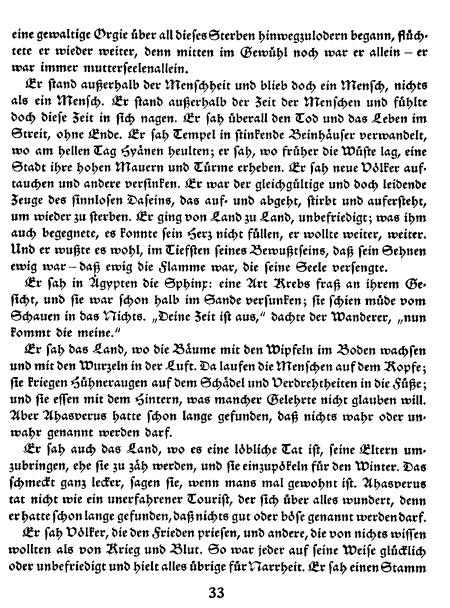 eine gewaltige Orgie über all dieses Sterben hinwegzulodern begann, flüch-
tete er wieder weiter, denn mitten im Gewühl noch war er allein – er
war immer mutterseelenallein.
Er stand außerhalb der Menschheit und blieb doch ein Mensch, nichts
als ein Mensch. Er stand außerhalb der Zeit der Menschen und fühlte
doch diese Zeit in sich nagen. Er sah überall den Tod und das Leben im
Streit, ohne Ende. Er sah Tempel in stinkende Beinhäuser verwandelt,
wo am hellen Tag Hyänen heulten; er sah, wo früher die Wüste lag, eine
Stadt ihre hohen Mauern und Türme erheben. Er sah neue Völker auf-
tauchen und andere versinken. Er war der gleichgültige und doch leidende
Zeuge des sinnlosen Daseins, das auf- und abgeht, stirbt und aufersteht,
um wieder zu sterben. Er ging von Land zu Land, unbefriedigt; was ihm
auch begegnete, es konnte sein Herz nicht füllen, er wollte weiter, weiter.
Und er wußte es wohl, im Tiefsten seines Bewußtseins, daß sein Sehnen
ewig war – daß ewig die Flamme war, die seine Seele versengte.
Er sah in Ägypten die Sphinx: eine Art Krebs fraß an ihrem Ge-
sicht, und sie war schon halb im Sande versunken; sie schien müde vom
Schauen in das Nichts. „Deine Zeit ist aus,“ dachte der Wanderer, „nun
kommt die meine.“
Er sah das Land, wo die Bäume mit den Wipfeln im Boden wachsen
und mit den Wurzeln in der Luft. Da laufen die Menschen auf dem Kopfe;
sie kriegen Hühneraugen auf dem Schädel und Verdrehtheiten in die Füße;
und sie essen mit dem Hintern, was mancher Gelehrte nicht glauben will.
Aber Ahasverus hatte schon lange gefunden, daß nichts wahr oder un-
wahr genannt werden darf.
Er sah auch das Land, wo es eine löbliche Tat ist, seine Eltern um-
zubringen, ehe sie zu zäh werden, und sie einzupökeln für den Winter. Das
schmeckt ganz lecker, sagen sie, wenn mans mal gewohnt ist. Ahasverus
tat nicht wie ein unerfahrener Tourist, der sich über alles wundert, denn
er hatte schon lange gefunden, daß nichts gut oder böse genannt werden darf.
Er sah Völker, die den Frieden priesen, und andere, die von nichts wissen
wollten als von Krieg und Blut. So war jeder auf seine Weise glücklich
oder unbefriedigt und hielt alles übrige für Narrheit. Er sah einen Stamm
33